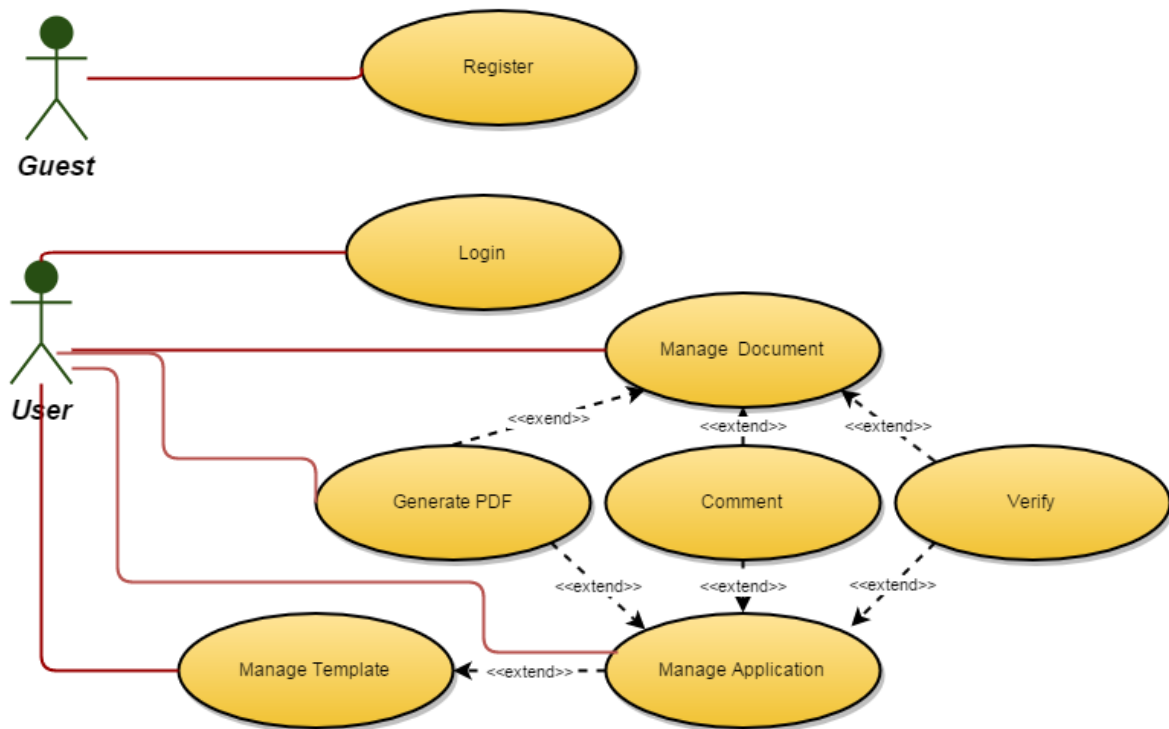 Register
Guest
Login
Manage Document
User
<<exend>>
<<extend>>
<<extend>>
Generate PDF
Comment
Verify
<<extend>>
<<extend>>
<<extend>>
Manage Template
<<extend>>
Manage Application